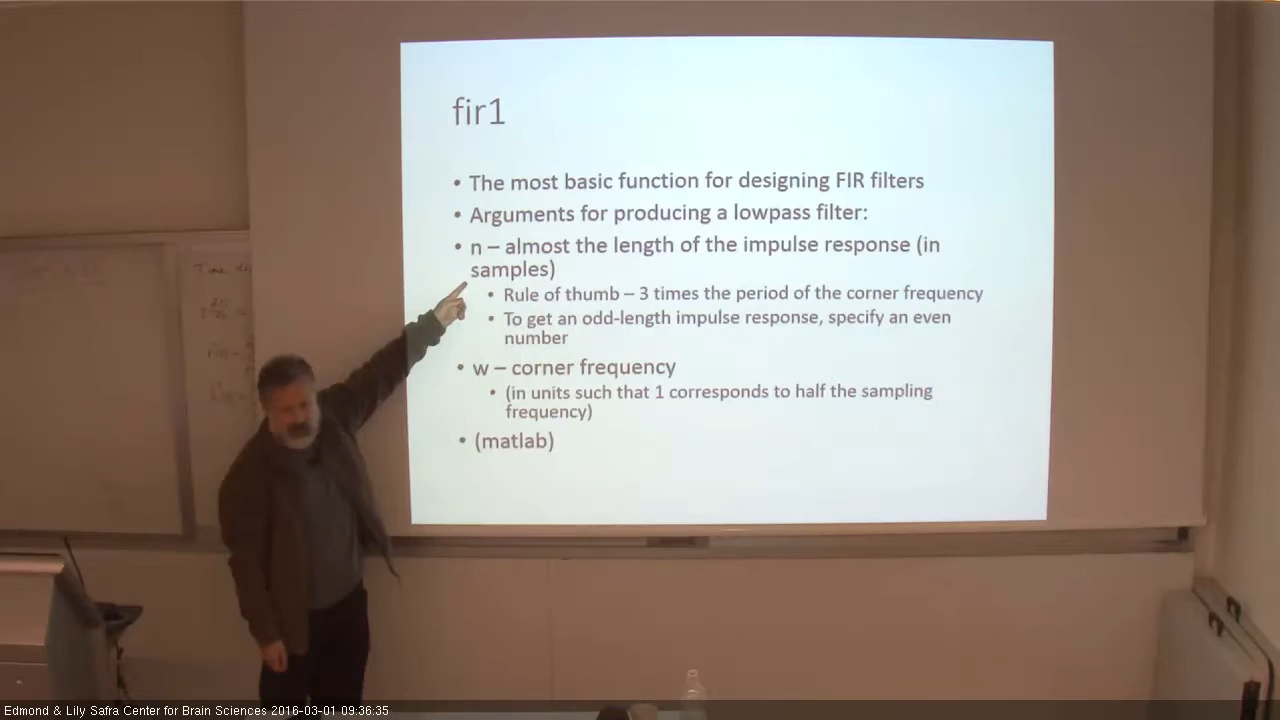 fir1
• The most basic function for designing FIR filters
• Arguments for producing a lowpass filter:
• n – almost the length of the impulse response (in
samples)
• Rule of thumb – 3 times the period of the corner frequency
• To get an odd-length impulse response, specify an even
number
• w – corner frequency
• (in units such that 1 corresponds to half the sampling
frequency)
• (matlab)
Edmond & Lily Safra Center for Brain Sciences 2016-03-01 09:36:35